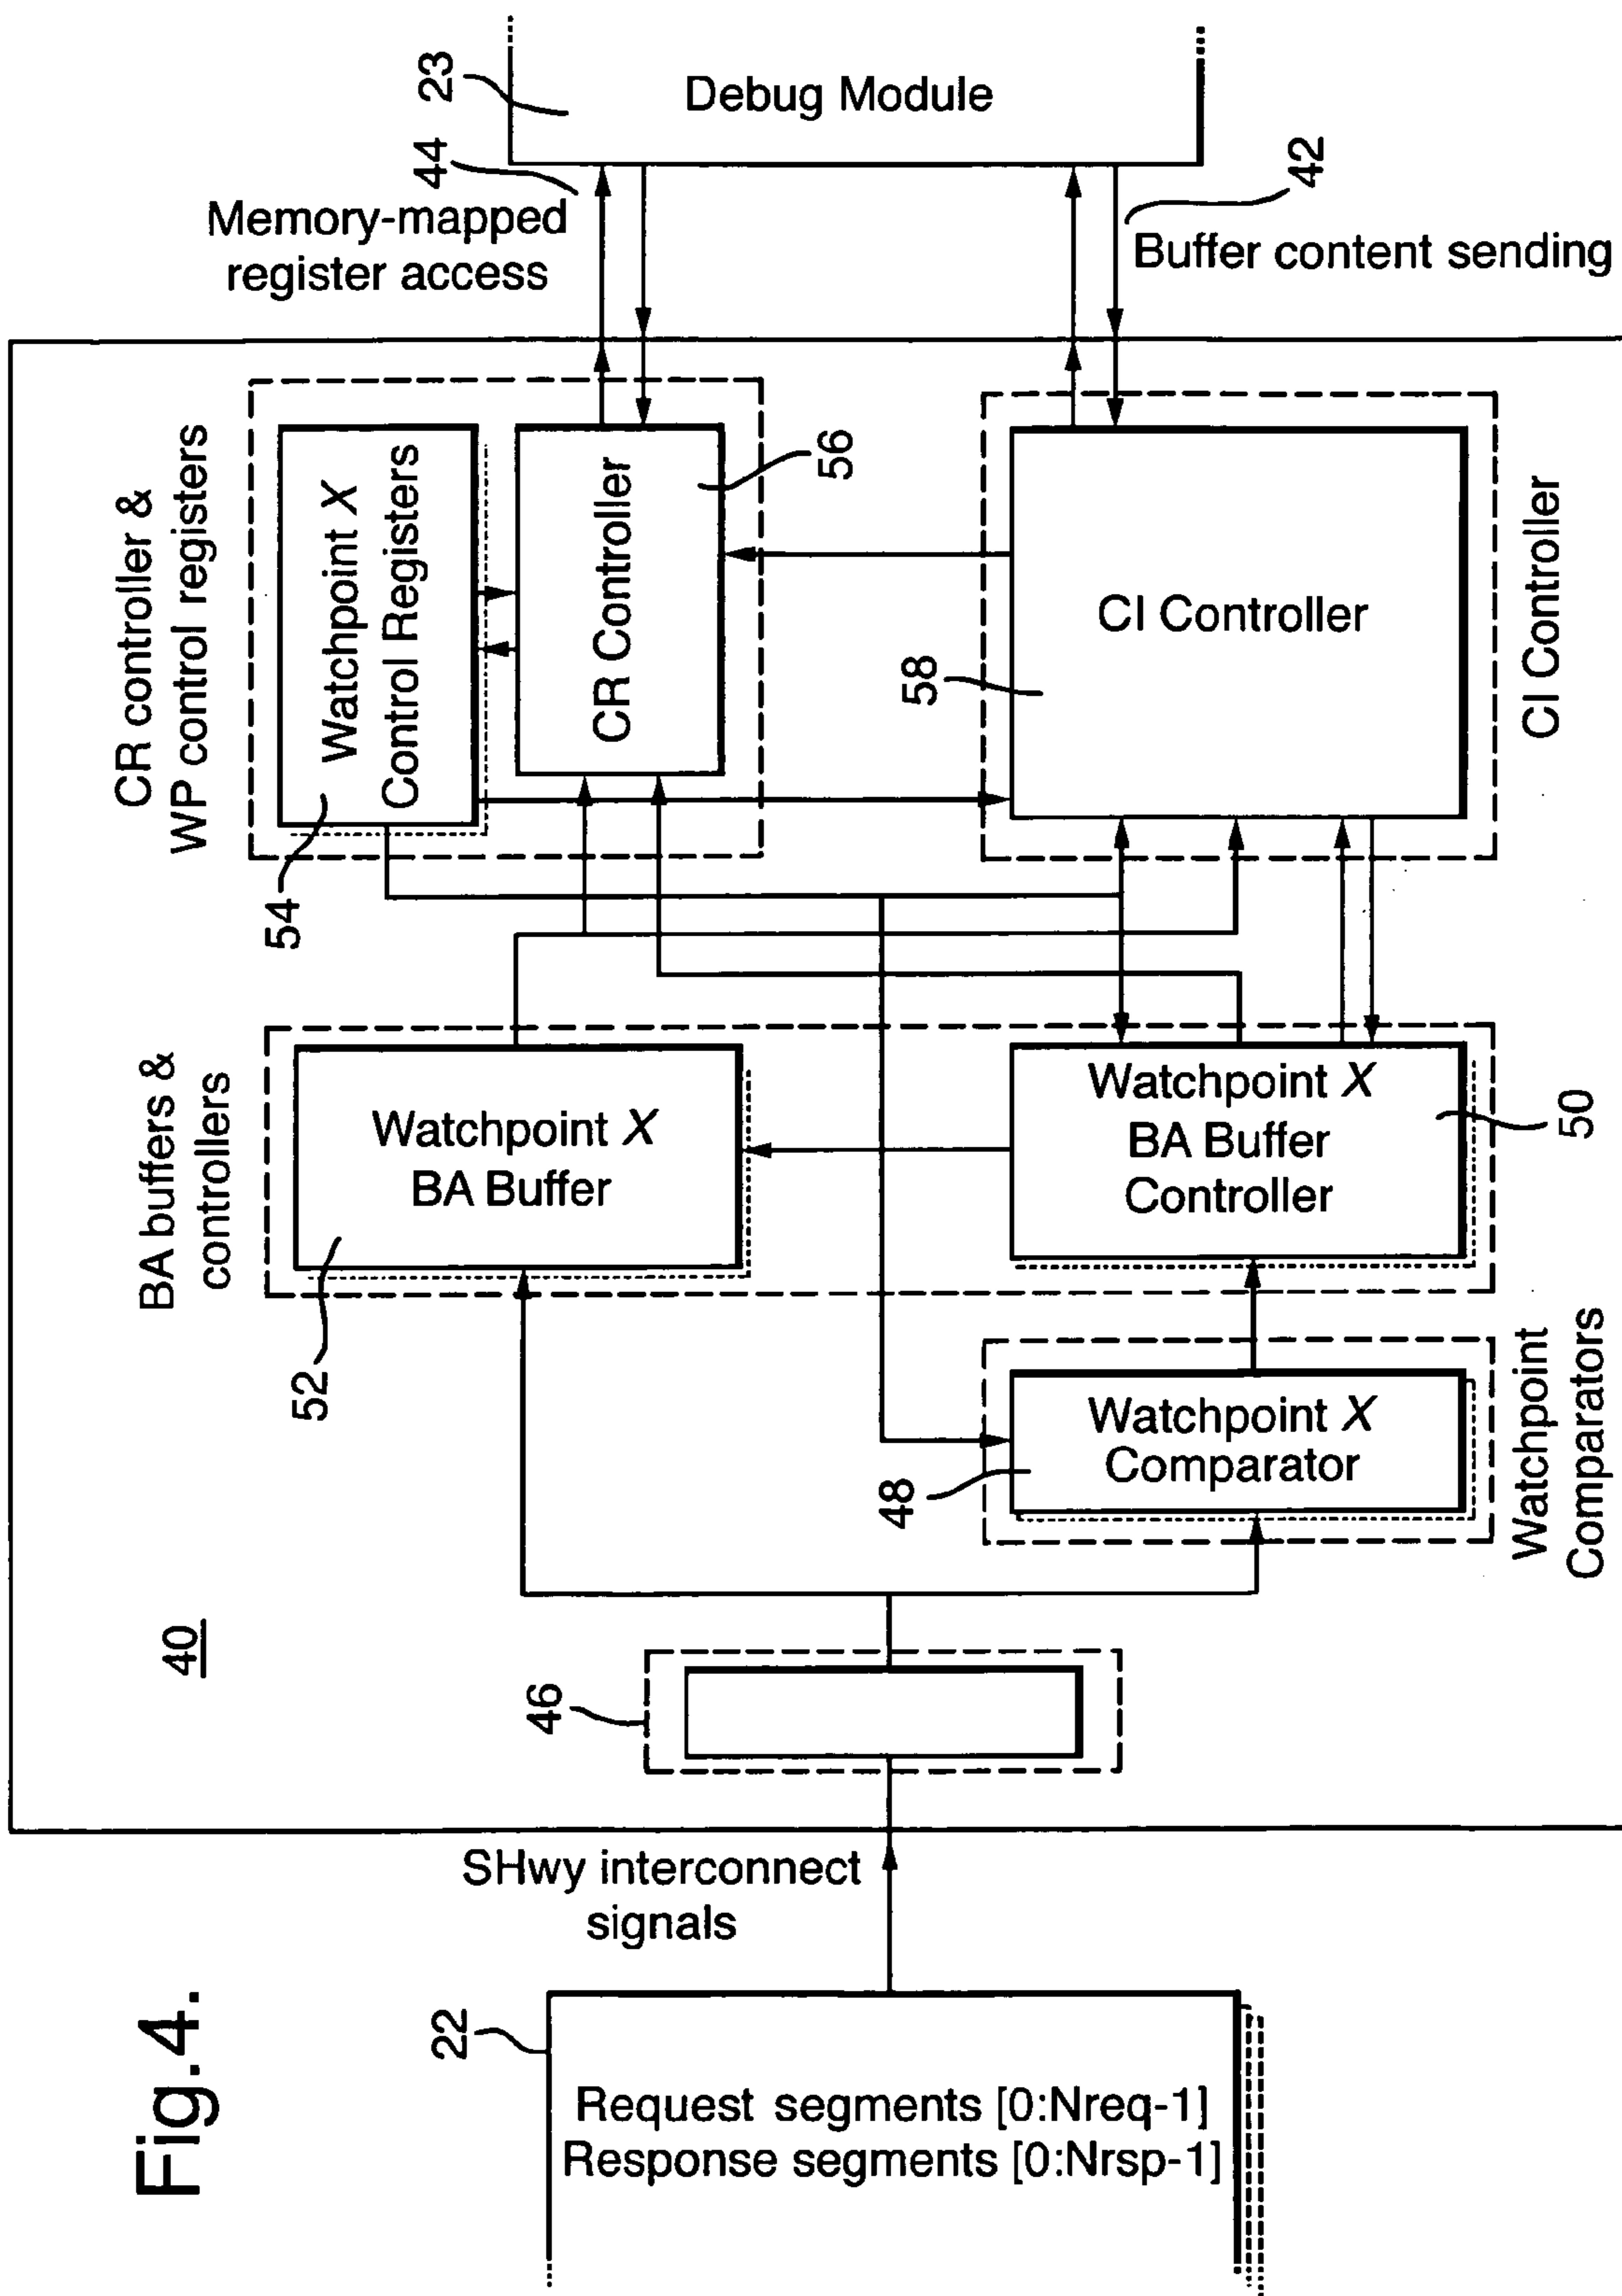 23
Debug Module
44
Memory-mapped
register access
42
Buffer content sending
CR controller &
WP control registers
Watchpoint X
Control Registers
54
CR Controller
56
CI Controller
58
CI Controller
BA buffers &
controllers
Watchpoint X
BA Buffer
52
Watchpoint X
BA Buffer
Controller
50
Watchpoint X
Comparator
48
Watchpoint
Comparators
40
46
SHwy interconnect
signals
Fig.4.
22
Request segments [0:Nreq-1]
Response segments [0:Nrsp-1]